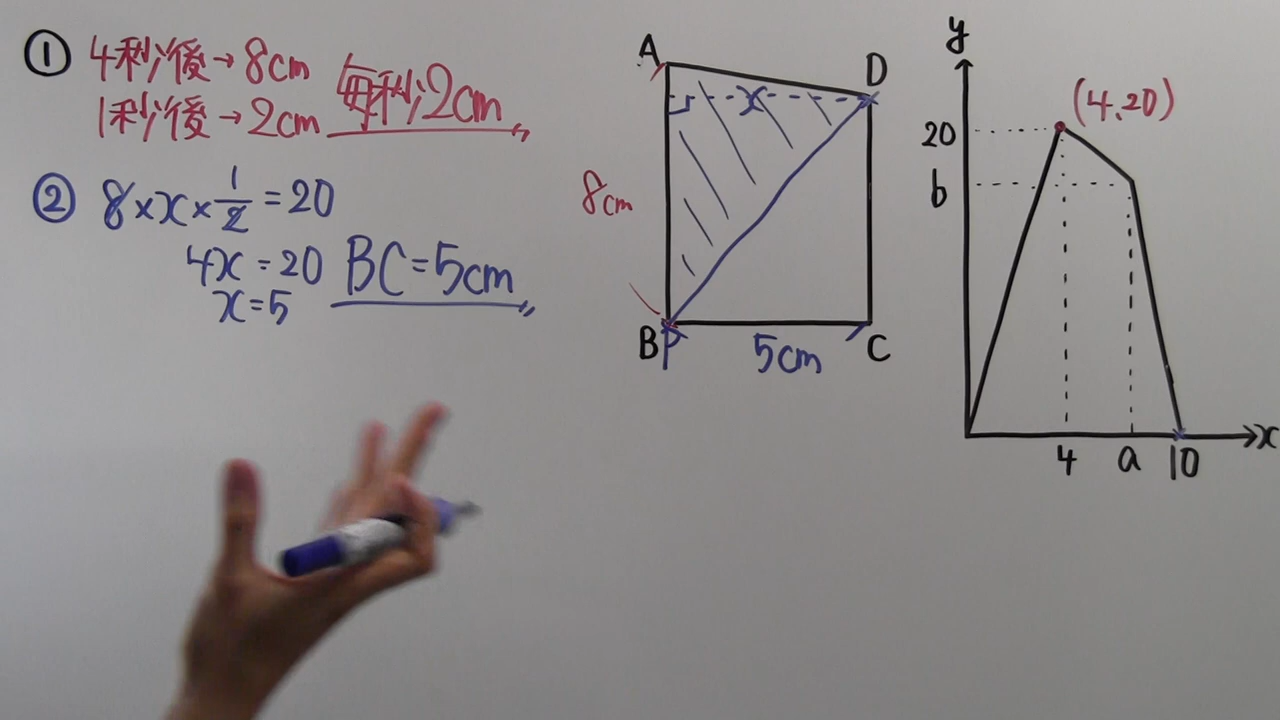 ① 4秒後→8cm
1秒後→2cm 毎秒2cm
② 8×x×1/2=20
4x=20
x=5 BC=5cm
A
D
x
8cm
B
P
5cm
C
y
(4.20)
20
b
4
a
10
x